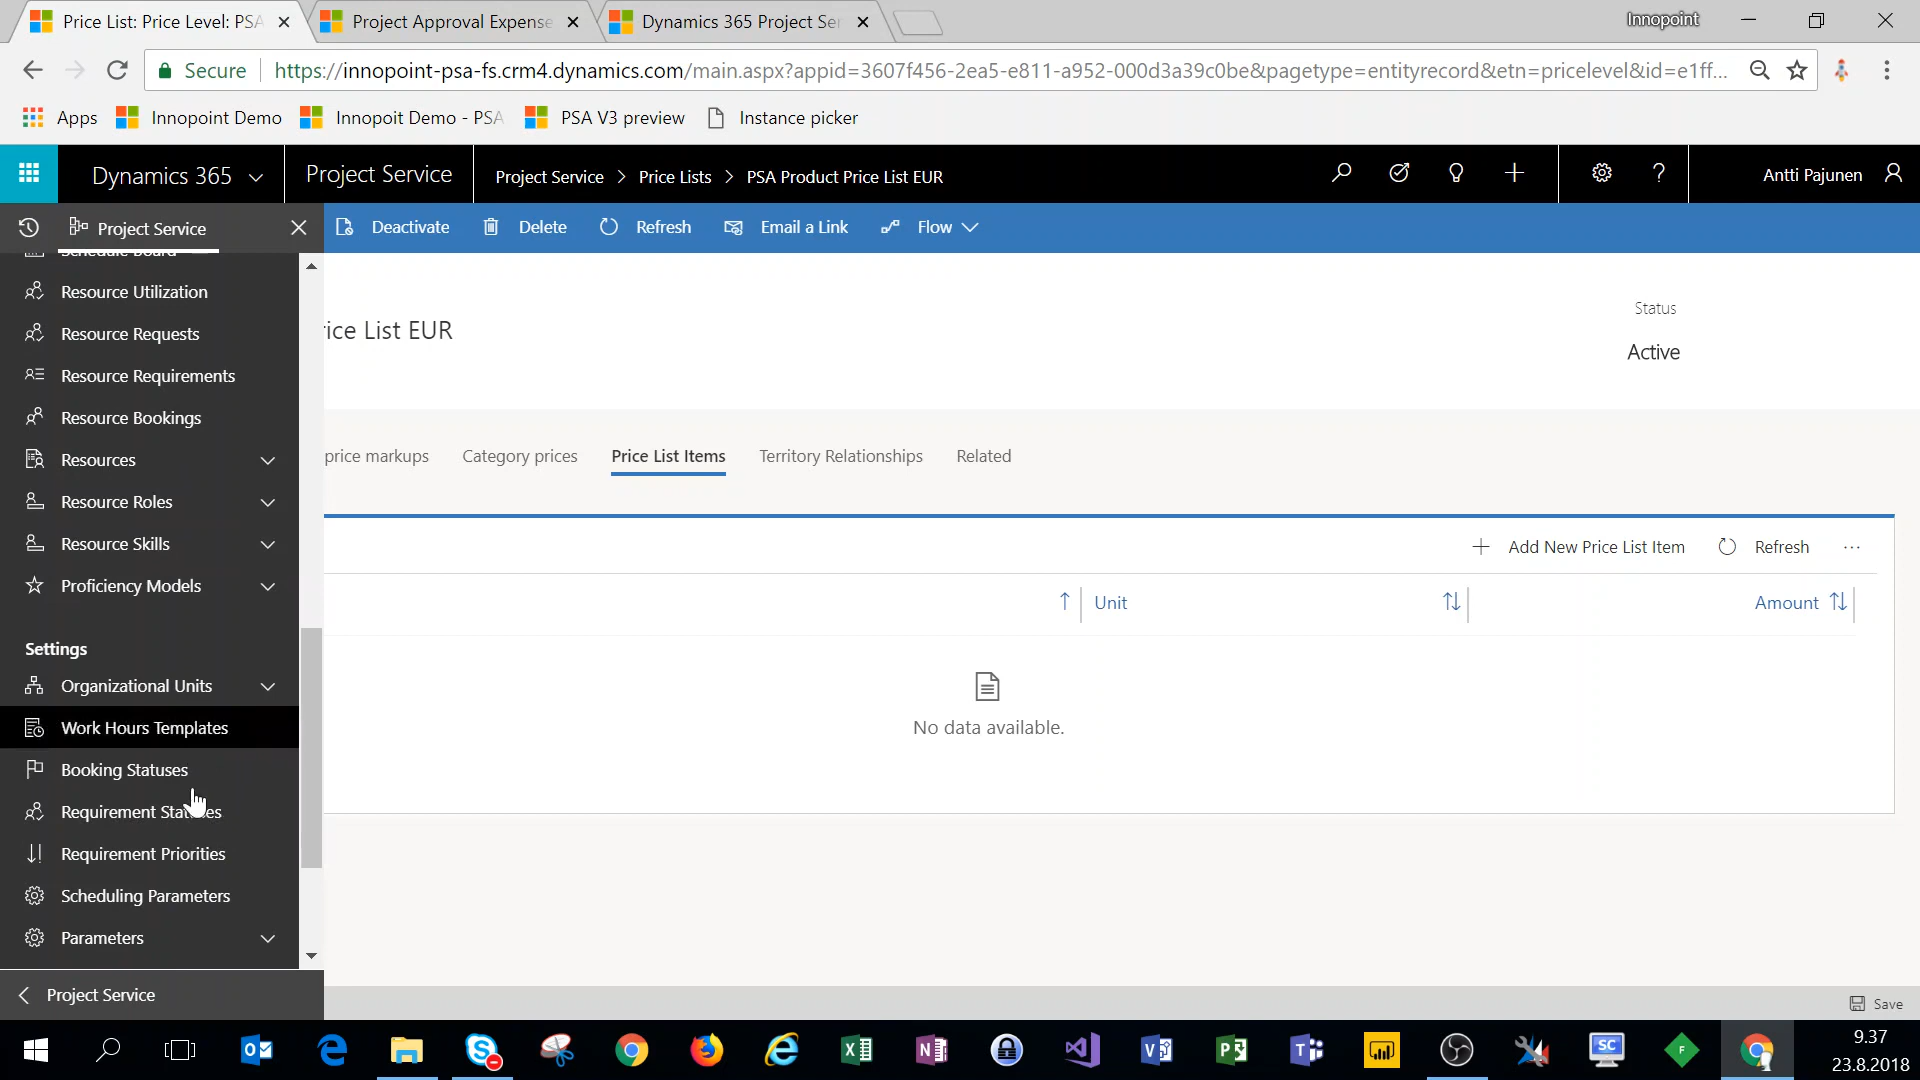 Price List: Price Level: PSA
Project Approval Expense
Dynamics 365 Project Ser
Innopoint
Secure
https://innopoint-psa-fs.crm4.dynamics.com/main.aspx?appid=3607f456-2ea5-e811-a952-000d3a39c0be&pagetype=entityrecord&etn=pricelevel&id=e1ff...
Apps
Innopoint Demo
Innopoit Demo - PSA
PSA V3 preview
Instance picker
Dynamics 365
Project Service
Project Service > Price Lists > PSA Product Price List EUR
Antti Pajunen
Project Service
Deactivate
Delete
Refresh
Email a Link
Flow
Schedule Board
Resource Utilization
Resource Requests
Resource Requirements
Resource Bookings
Resources
Resource Roles
Resource Skills
Proficiency Models
Settings
Organizational Units
Work Hours Templates
Booking Statuses
Requirement Statuses
Requirement Priorities
Scheduling Parameters
Parameters
Project Service
rice List EUR
Status
Active
price markups
Category prices
Price List Items
Territory Relationships
Related
Add New Price List Item
Refresh
Unit
Amount
No data available.
Save
9.37
23.8.2018